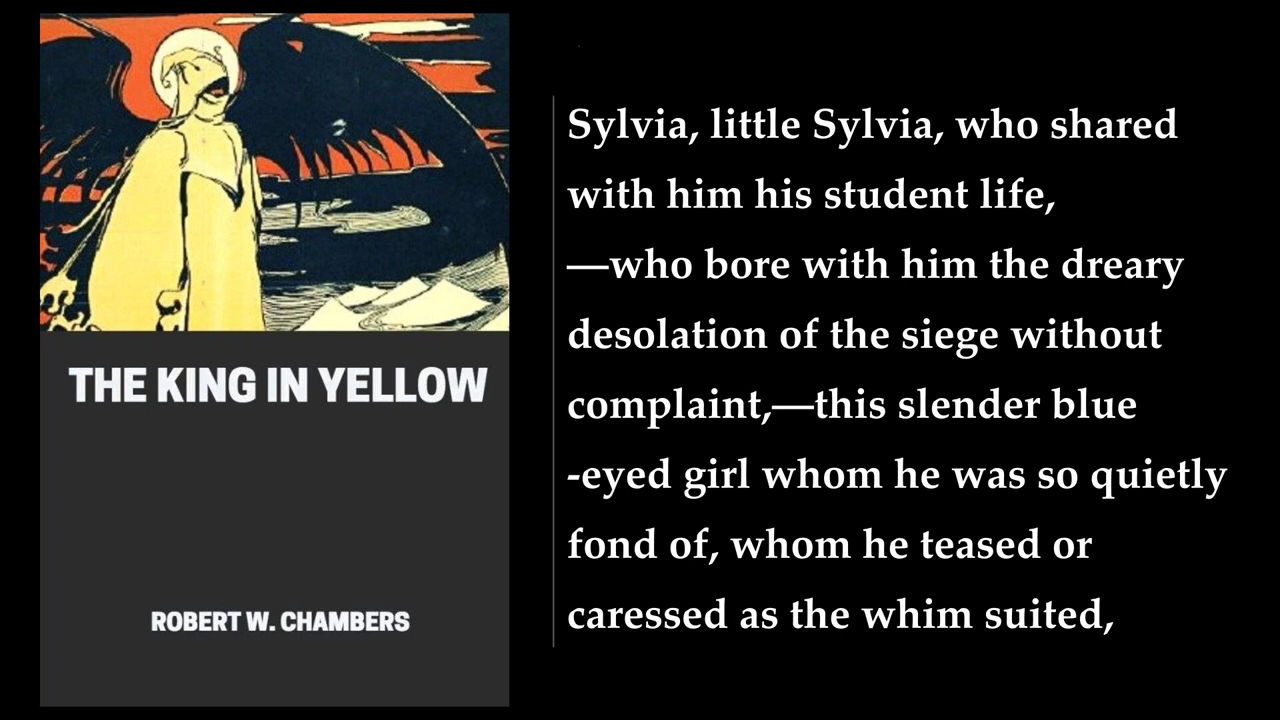 THE KING IN YELLOW
ROBERT W. CHAMBERS
Sylvia, little Sylvia, who shared
with him his student life,
—who bore with him the dreary
desolation of the siege without
complaint,—this slender blue
-eyed girl whom he was so quietly
fond of, whom he teased or
caressed as the whim suited,